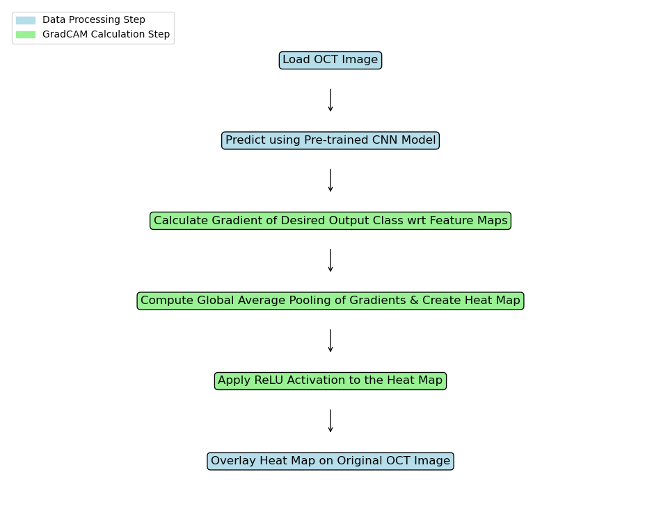 Data Processing Step
GradCAM Calculation Step
Load OCT Image
Predict using Pre-trained CNN Model
Calculate Gradient of Desired Output Class wrt Feature Maps
Compute Global Average Pooling of Gradients & Create Heat Map
Apply ReLU Activation to the Heat Map
Overlay Heat Map on Original OCT Image